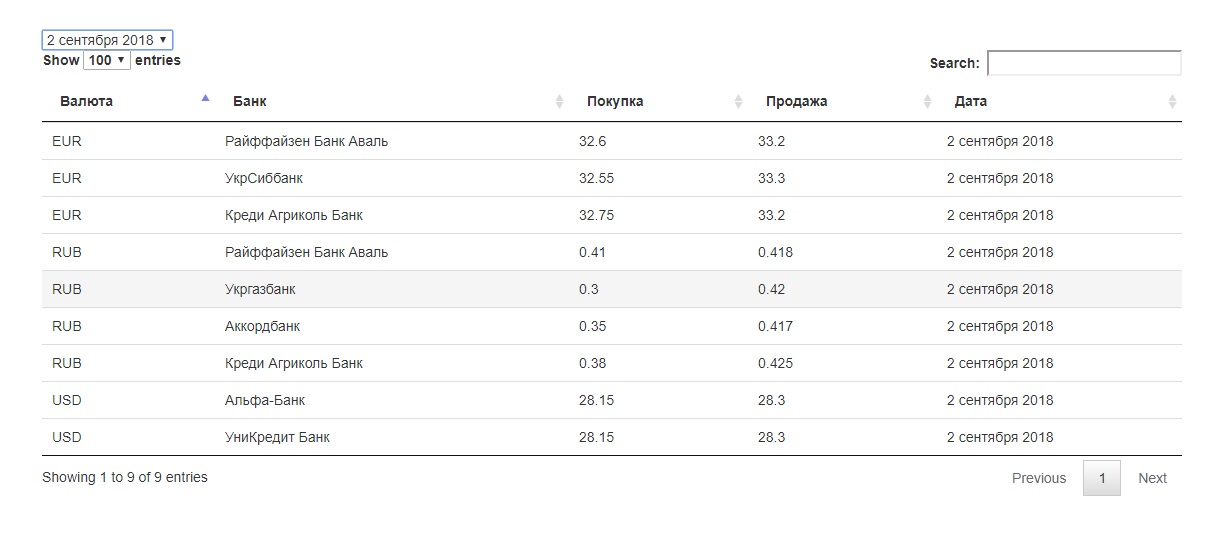 2 сентября 2018
Show 100 entries
Search:
Валюта Банк Покупка Продажа Дата
EUR Райффайзен Банк Аваль 32.6 33.2 2 сентября 2018
EUR УкрСиббанк 32.55 33.3 2 сентября 2018
EUR Креди Агриколь Банк 32.75 33.2 2 сентября 2018
RUB Райффайзен Банк Аваль 0.41 0.418 2 сентября 2018
RUB Укргазбанк 0.3 0.42 2 сентября 2018
RUB Аккордбанк 0.35 0.417 2 сентября 2018
RUB Креди Агриколь Банк 0.38 0.425 2 сентября 2018
USD Альфа-Банк 28.15 28.3 2 сентября 2018
USD УниКредит Банк 28.15 28.3 2 сентября 2018
Showing 1 to 9 of 9 entries
Previous 1 Next